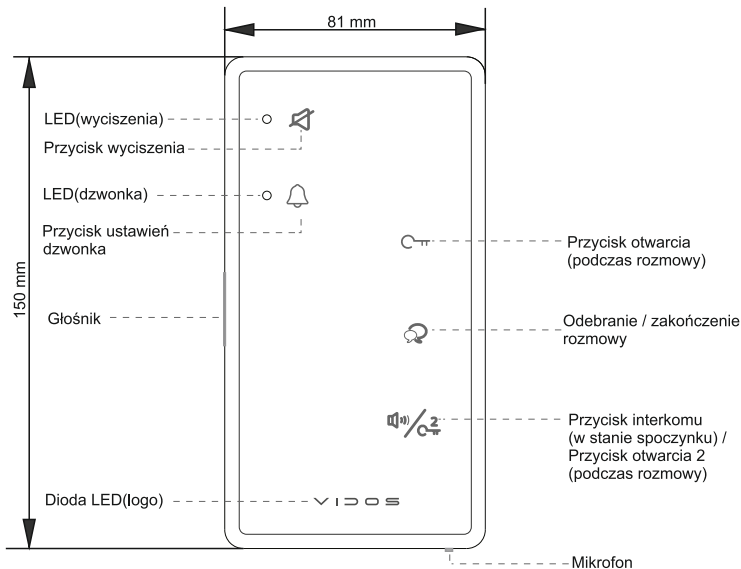 81 mm
LED(wyciszenia)
Przycisk wyciszenia
LED(dzwonka)
Przycisk ustawień
dzwonka
Przycisk otwarcia
(podczas rozmowy)
150 mm
Głośnik
Odebranie / zakończenie
rozmowy
2
Przycisk interkomu
(w stanie spoczynku) /
Przycisk otwarcia 2
(podczas rozmowy)
Dioda LED(logo)
VIDOS
Mikrofon